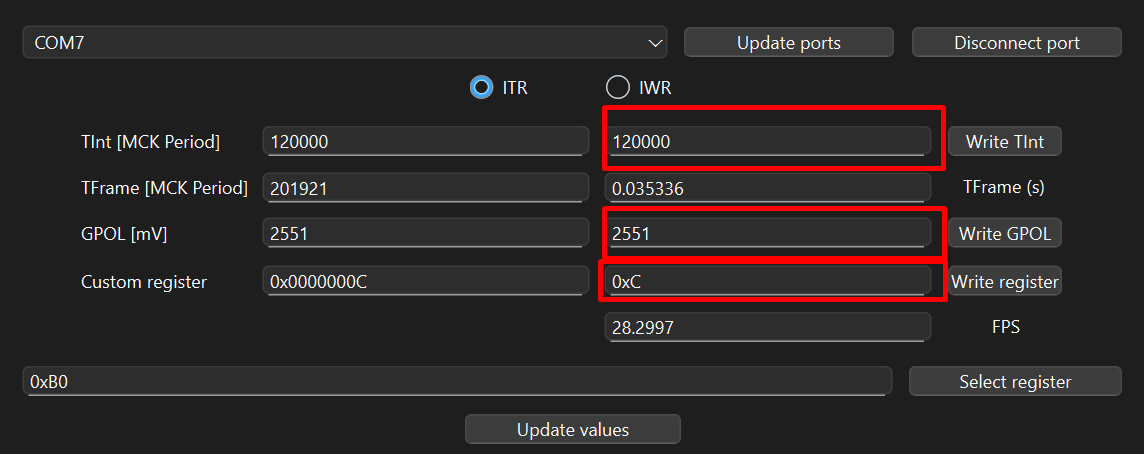 COM7 Update ports Disconnect port
ITR IWR
TInt [MCK Period] 120000 120000 Write TInt
TFrame [MCK Period] 201921 0.035336 TFrame (s)
GPOL [mV] 2551 2551 Write GPOL
Custom register 0x0000000C 0xC Write register
28.2997 FPS
0xB0 Select register
Update values